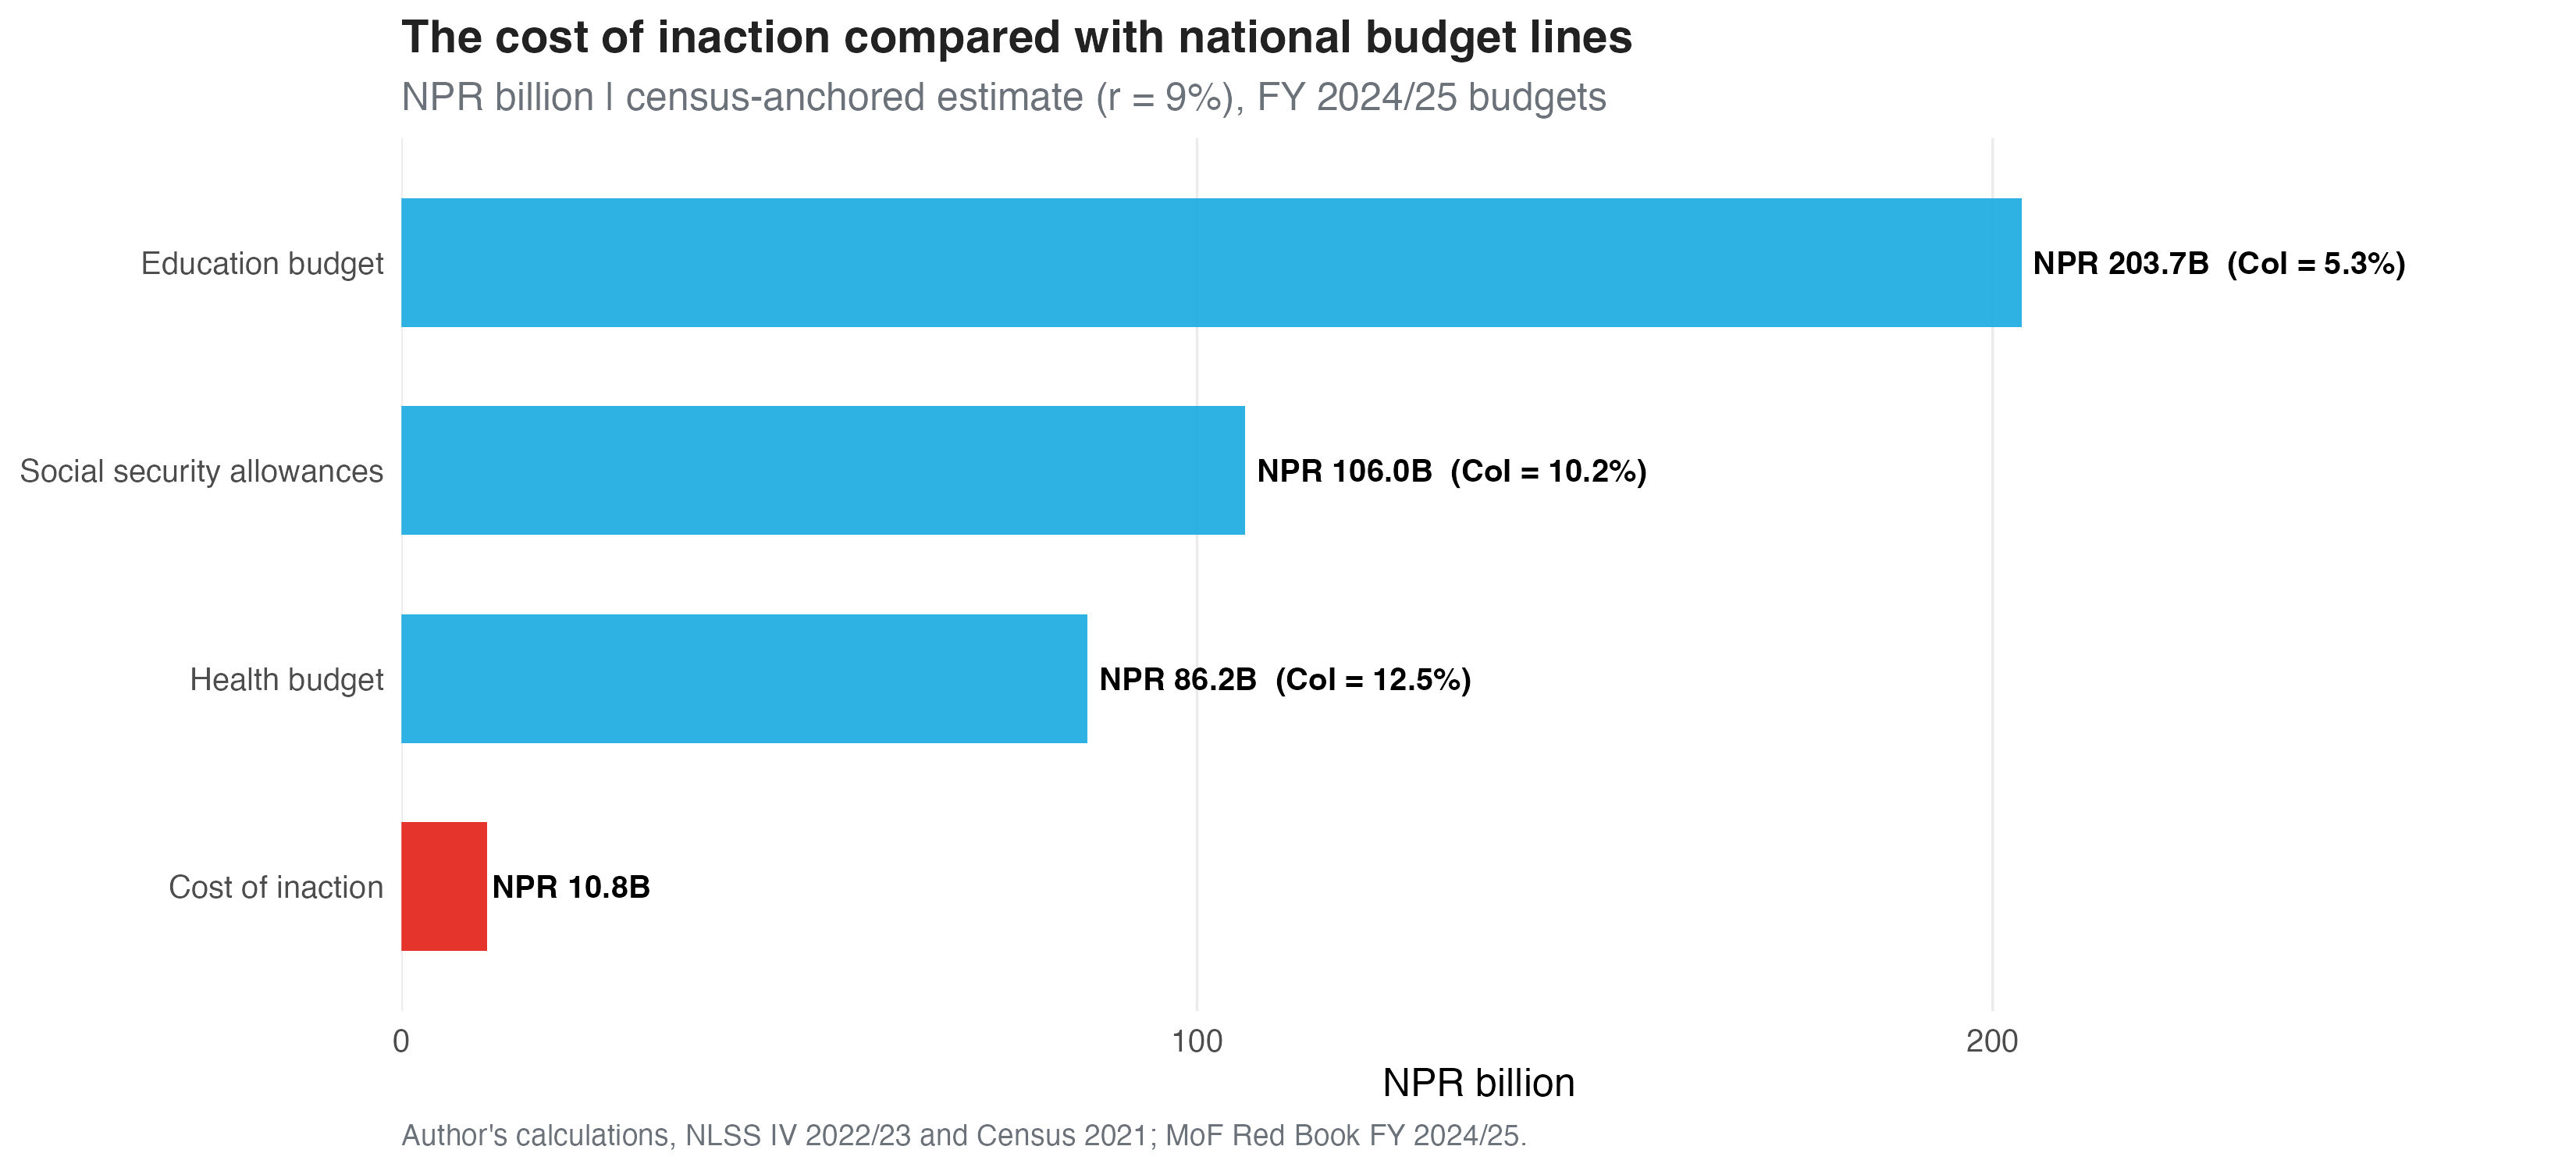 The cost of inaction compared with national budget lines
NPR billion | census-anchored estimate (r = 9%), FY 2024/25 budgets
Education budget
NPR 203.7B (CoI = 5.3%)
Social security allowances
NPR 106.0B (CoI = 10.2%)
Health budget
NPR 86.2B (CoI = 12.5%)
Cost of inaction
NPR 10.8B
0 100 200
NPR billion
Author's calculations, NLSS IV 2022/23 and Census 2021; MoF Red Book FY 2024/25.